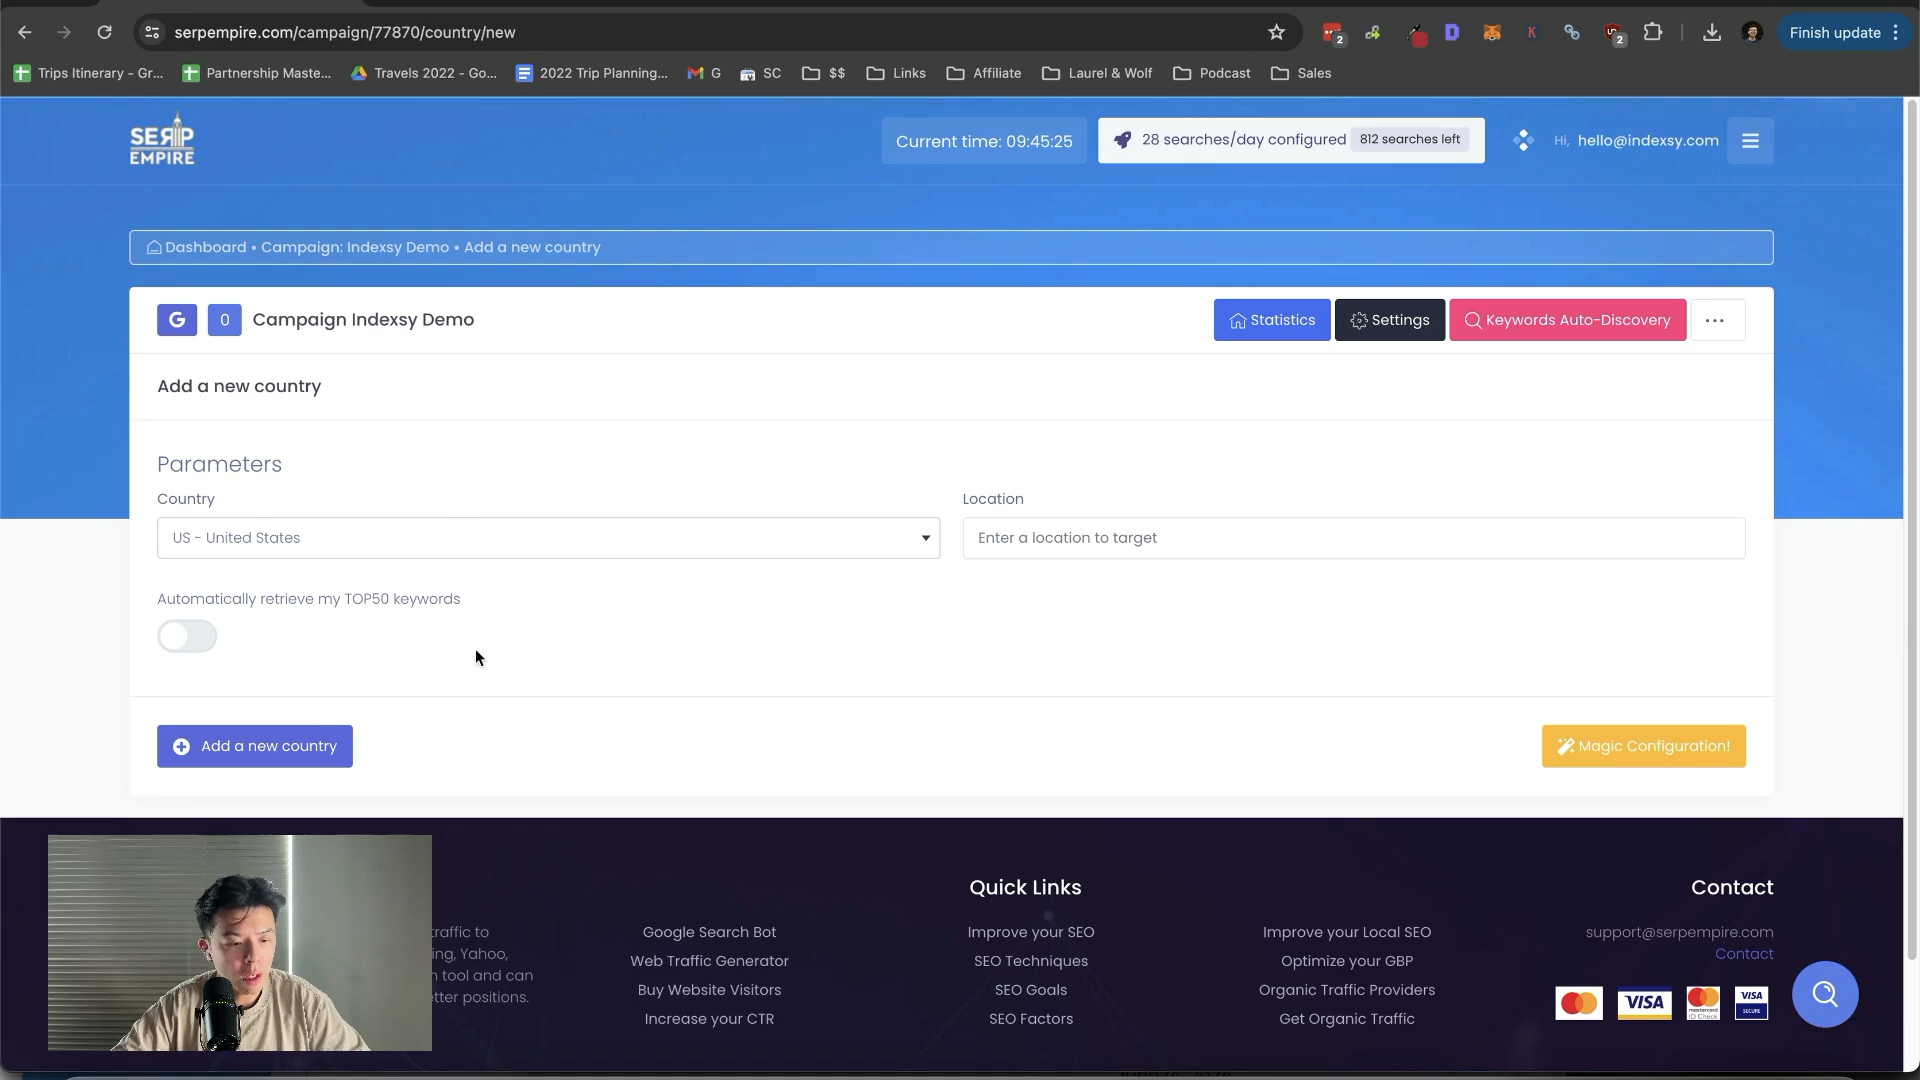 serpempire.com/campaign/77870/country/new
2
K
2
Finish update
Trips Itinerary - Gr...
Partnership Maste...
Travels 2022 - Go...
2022 Trip Planning...
G
SC
$$
Links
Affiliate
Laurel & Wolf
Podcast
Sales
SERP
EMPIRE
Current time: 09:45:25
28 searches/day configured
812 searches left
Hi, hello@indexsy.com
Dashboard • Campaign: Indexsy Demo • Add a new country
G
0
Campaign Indexsy Demo
Statistics
Settings
Keywords Auto-Discovery
...
Add a new country
Parameters
Country
Location
US - United States
Enter a location to target
Automatically retrieve my TOP50 keywords
Add a new country
Magic Configuration!
Quick Links
Contact
traffic to
ing, Yahoo,
tool and can
etter positions.
Google Search Bot
Web Traffic Generator
Buy Website Visitors
Increase your CTR
Improve your SEO
SEO Techniques
SEO Goals
SEO Factors
Improve your Local SEO
Optimize your GBP
Organic Traffic Providers
Get Organic Traffic
support@serpempire.com
Contact
VISA
mastercard
ID Check
VISA
SECURE